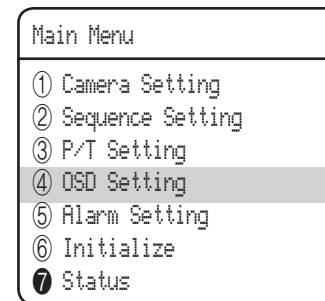 Main Menu
① Camera Setting
② Sequence Setting
③ P/T Setting
④ OSD Setting
⑤ Alarm Setting
⑥ Initialize
❼ Status